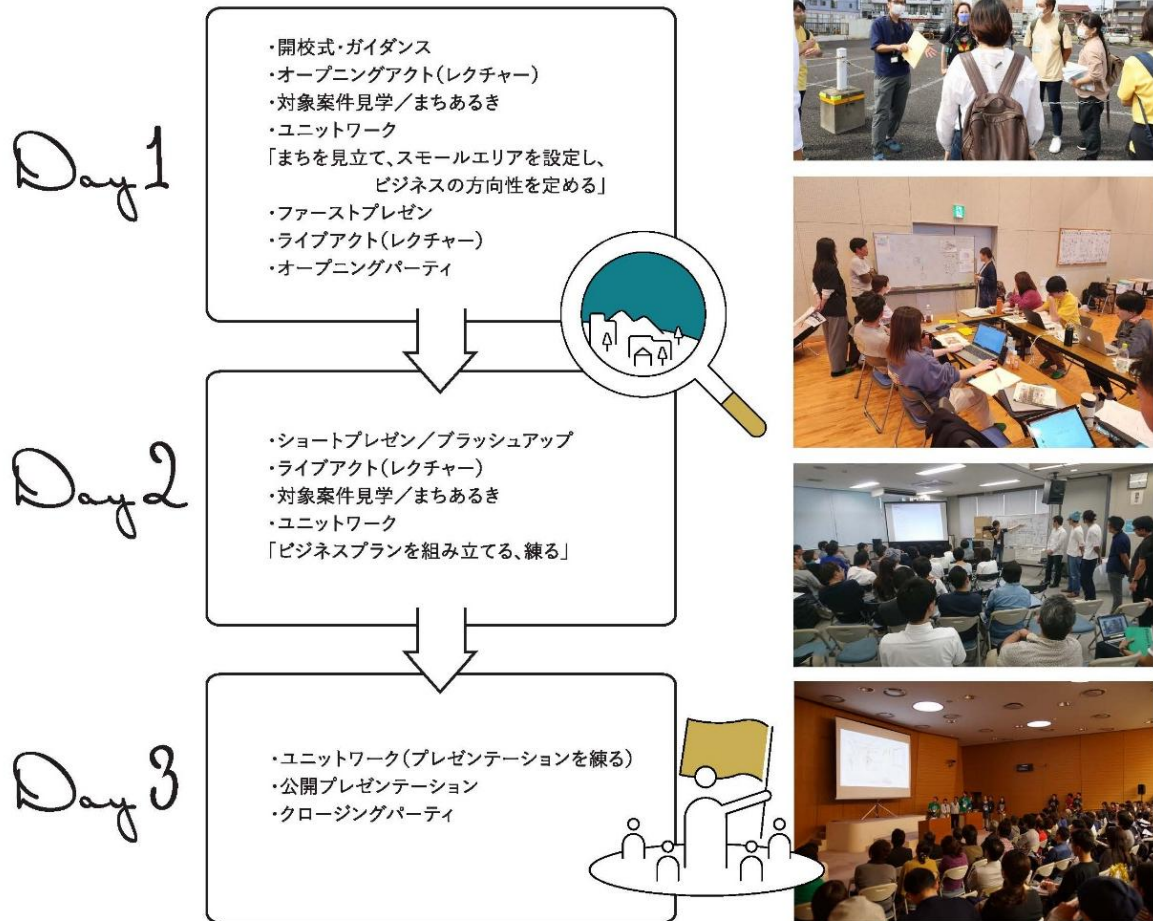 Day 1
・開校式・ガイダンス
・オープニングアクト(レクチャー)
・対象案件見学／まちあるき
・ユニットワーク
「まちを見立て、スモールエリアを設定し、
ビジネスの方向性を定める」
・ファーストプレゼン
・ライブアクト(レクチャー)
・オープニングパーティ
Day 2
・ショートプレゼン／ブラッシュアップ
・ライブアクト(レクチャー)
・対象案件見学／まちあるき
・ユニットワーク
「ビジネスプランを組み立てる、練る」
Day 3
・ユニットワーク(プレゼンテーションを練る)
・公開プレゼンテーション
・クロージングパーティ